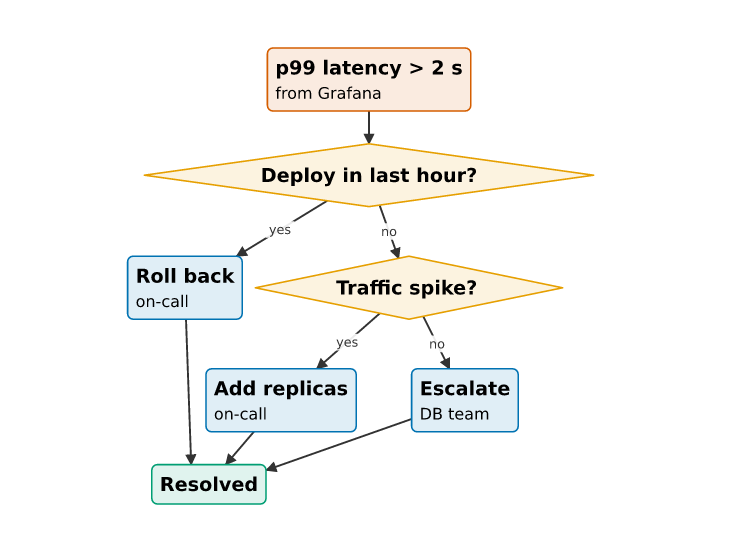 p99 latency > 2 s
from Grafana
Deploy in last hour?
yes
no
Roll back
on-call
Traffic spike?
yes
no
Add replicas
on-call
Escalate
DB team
Resolved